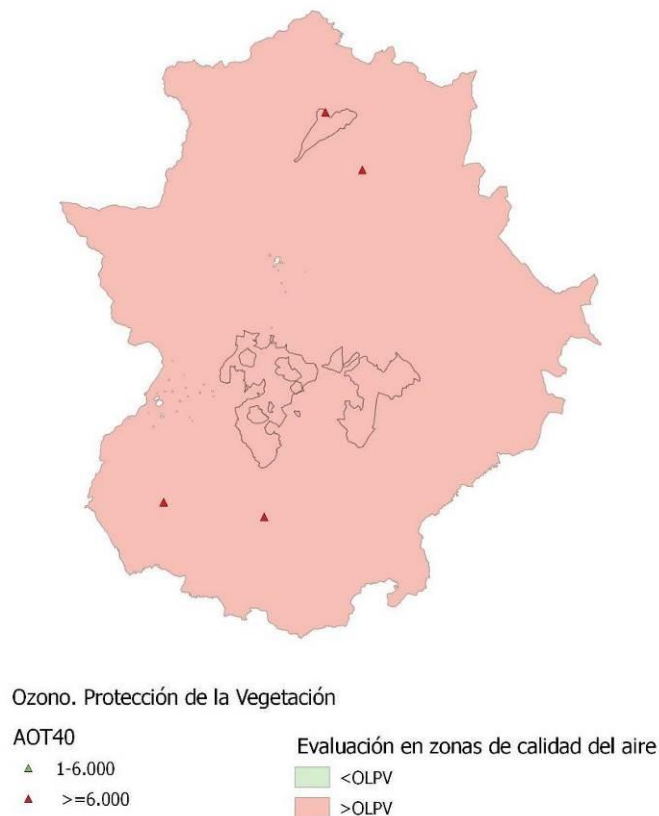 Ozono. Protección de la Vegetación
AOT40
1-6.000
>=6.000
Evaluación en zonas de calidad del aire
<OLPV
>OLPV